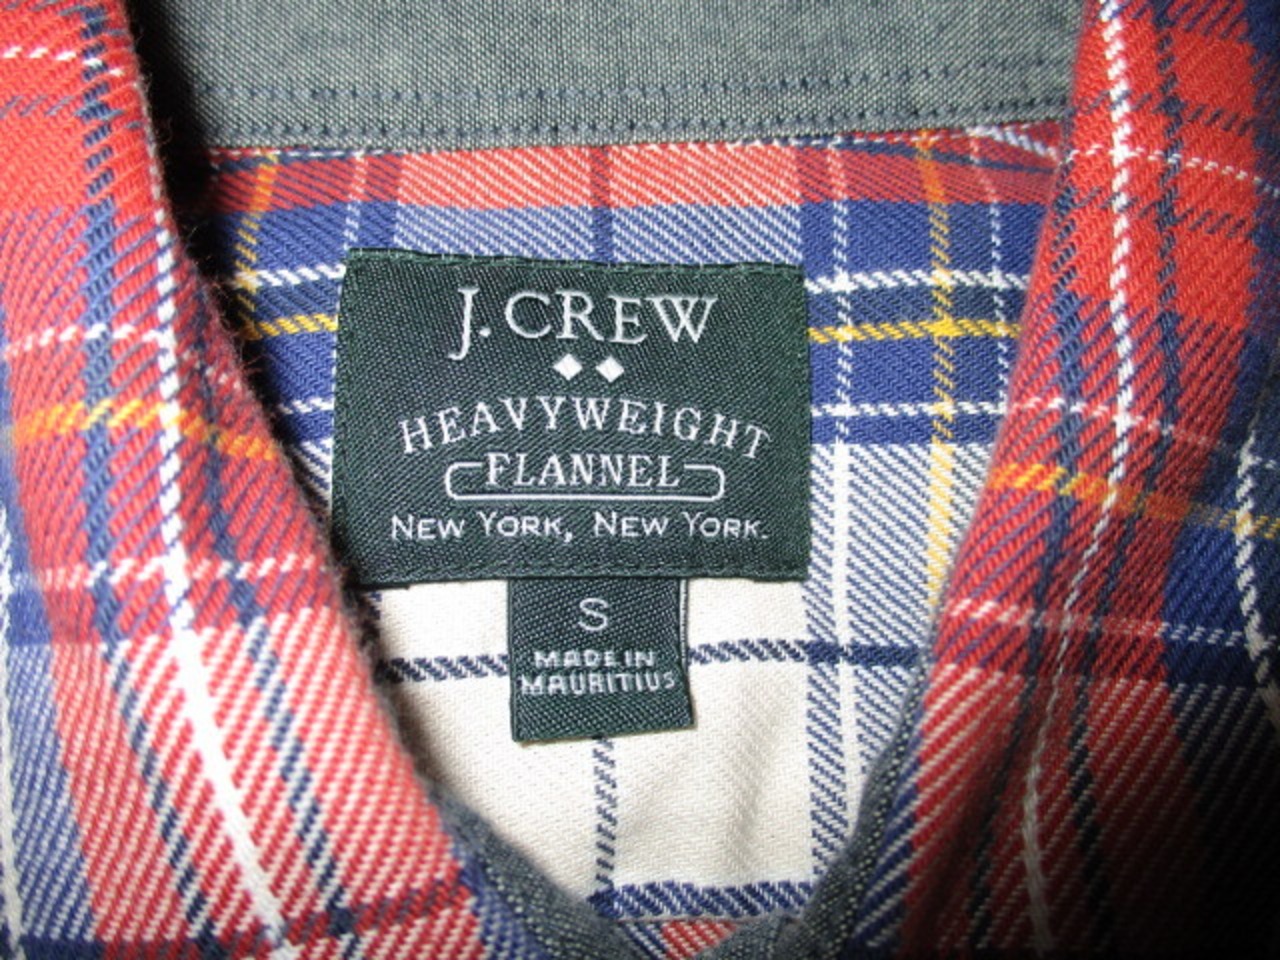 J.CREW
HEAVYWEIGHT
FLANNEL
NEW YORK, NEW YORK.
S
MADE IN
MAURITIUS